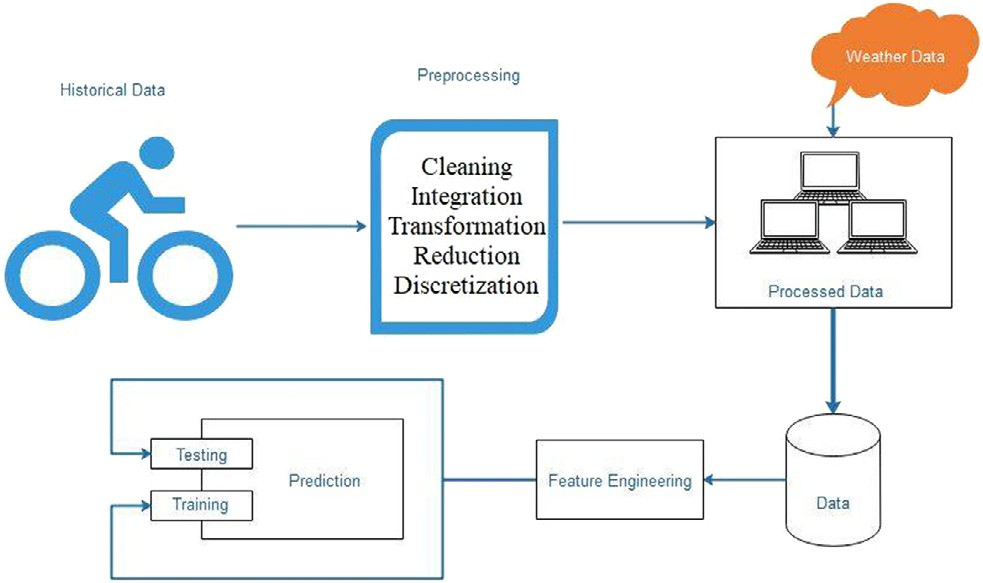 Historical Data
Preprocessing
Weather Data
Cleaning
Integration
Transformation
Reduction
Discretization
Processed Data
Testing
Training
Prediction
Feature Engineering
Data